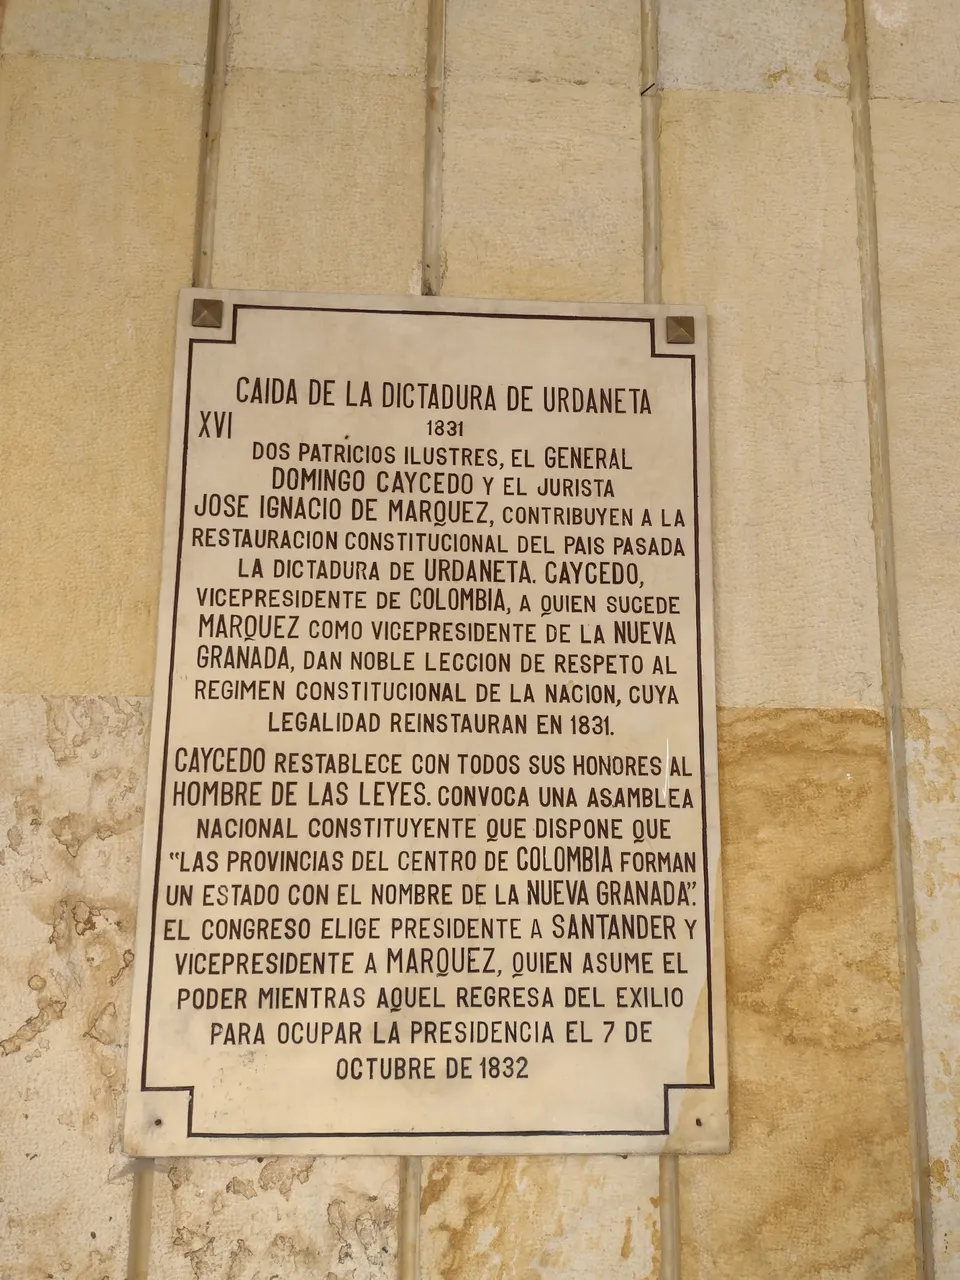 CAIDA DE LA DICTADURA DE URDANETA
XVI
1831
DOS PATRÍCIOS ILUSTRES, EL GENERAL
DOMINGO CAYCEDO Y EL JURISTA
JOSE IGNACIO DE MARQUEZ, CONTRIBUYEN A LA
RESTAURACION CONSTITUCIONAL DEL PAIS PASADA
LA DICTADURA DE URDANETA. CAYCEDO,
VICEPRESIDENTE DE COLOMBIA, A QUIEN SUCEDE
MARQUEZ COMO VICEPRESIDENTE DE LA NUEVA
GRANADA, DAN NOBLE LECCION DE RESPETO AL
REGIMEN CONSTITUCIONAL DE LA NACION, CUYA
LEGALIDAD REINSTAURAN EN 1831.
CAYCEDO RESTABLECE CON TODOS SUS HONORES AL
HOMBRE DE LAS LEYES. CONVOCA UNA ASAMBLEA
NACIONAL CONSTITUYENTE QUE DISPONE QUE
“LAS PROVINCIAS DEL CENTRO DE COLOMBIA FORMAN
UN ESTADO CON EL NOMBRE DE LA NUEVA GRANADA”.
EL CONGRESO ELIGE PRESIDENTE A SANTANDER Y
VICEPRESIDENTE A MARQUEZ, QUIEN ASUME EL
PODER MIENTRAS AQUEL REGRESA DEL EXILIO
PARA OCUPAR LA PRESIDENCIA EL 7 DE
OCTUBRE DE 1832